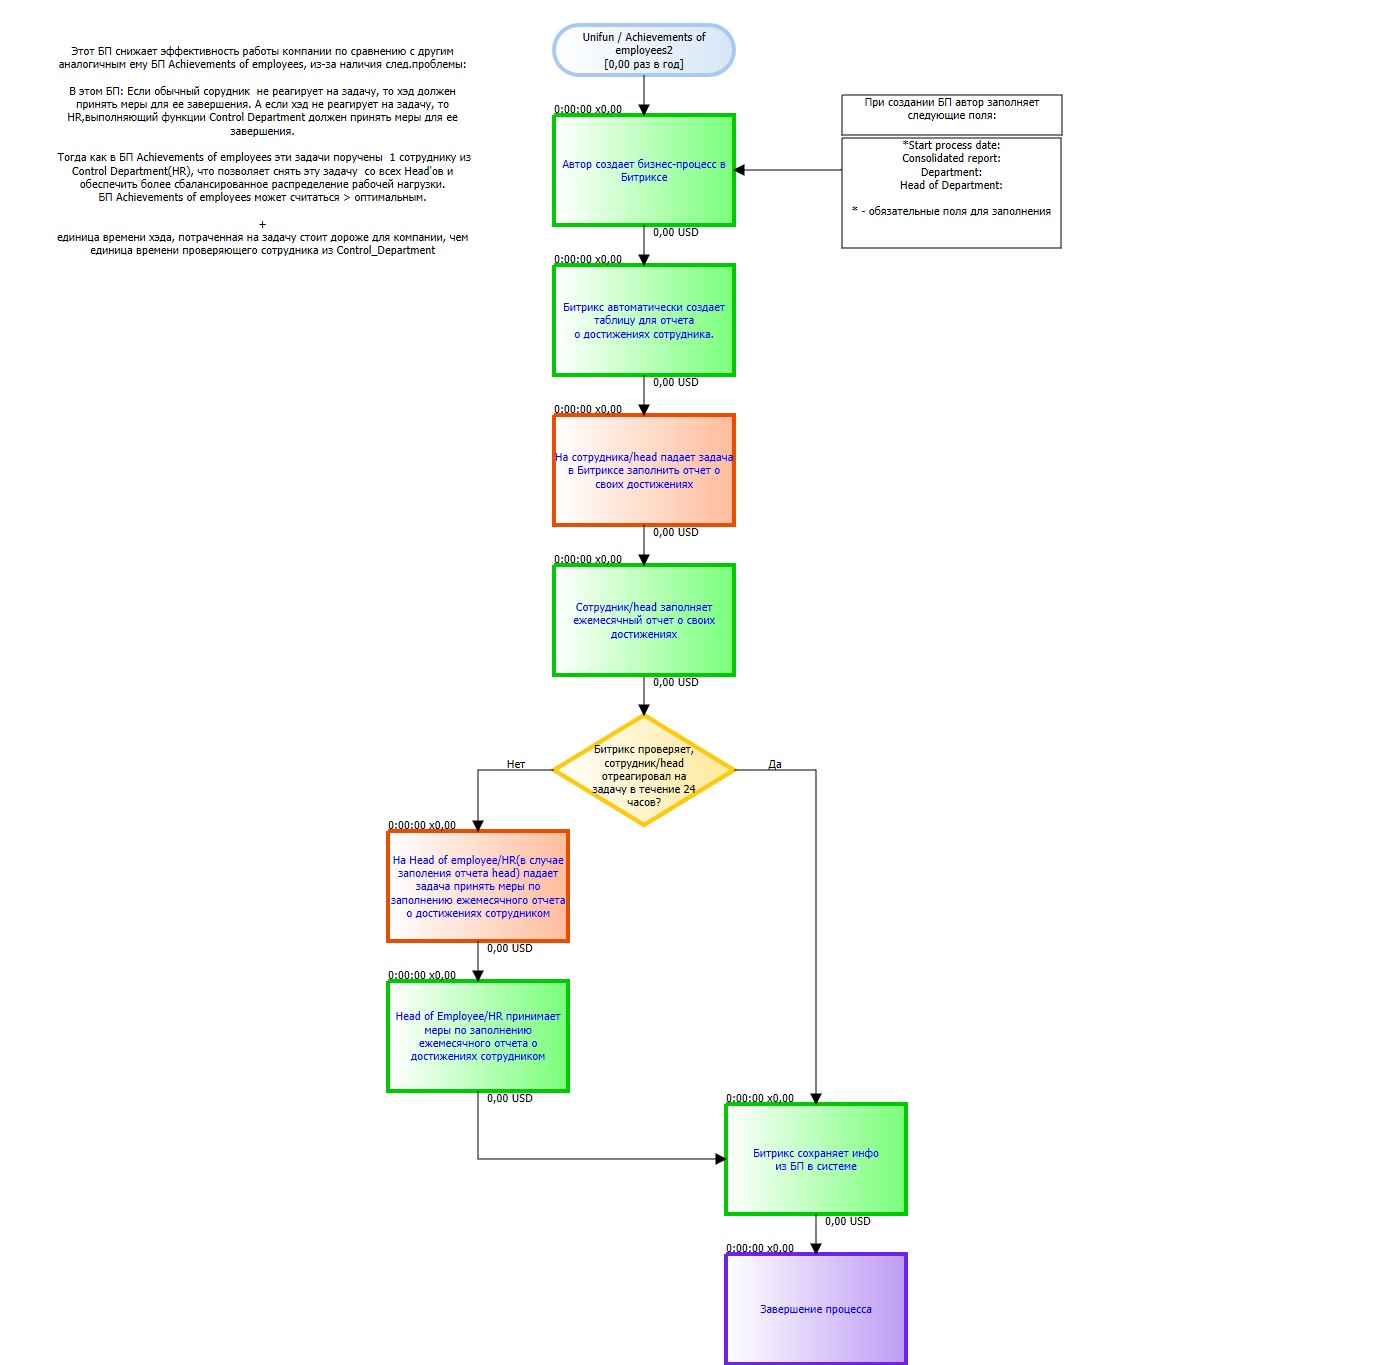 Этот БП снижает эффективность работы компании по сравнению с другим
аналогичным ему БП Achievements of employees, из-за наличия след.проблемы:
В этом БП: Если обычный сорудник  не реагирует на задачу, то хэд должен
принять меры для ее завершения. А если хэд не реагирует на задачу, то
HR,выполняющий функции Control Department должен принять меры для ее
завершения.
Тогда как в БП Achievements of employees эти задачи поручены  1 сотруднику из
Control Department(HR), что позволяет снять эту задачу  со всех Head'ов и
обеспечить более сбалансированное распределение рабочей нагрузки.
БП Achievements of employees может считаться > оптимальным.
+
единица времени хэда, потраченная на задачу стоит дороже для компании, чем
единица времени проверяющего сотрудника из Control_Department
Unifun / Achievements of
employees2
[0,00 раз в год]
0:00:00 x0,00
Автор создает бизнес-процесс в
Битриксе
0,00 USD
При создании БП автор заполняет
следующие поля:
*Start process date:
Consolidated report:
Department:
Head of Department:
* - обязательные поля для заполнения
0:00:00 x0,00
Битрикс автоматически создает
таблицу для отчета
о достижениях сотрудника.
0,00 USD
0:00:00 x0,00
На сотрудника/head падает задача
в Битриксе заполнить отчет о
своих достижениях
0,00 USD
0:00:00 x0,00
Сотрудник/head заполняет
ежемесячный отчет о своих
достижениях
0,00 USD
Битрикс проверяет,
сотрудник/head
отреагировал на
задачу в течение 24
часов?
Нет
Да
0:00:00 x0,00
На Head of employee/HR(в случае
заполения отчета head) падает
задача принять меры по
заполнению ежемесячного отчета
о достижениях сотрудником
0,00 USD
0:00:00 x0,00
Head of Employee/HR принимает
меры по заполнению
ежемесячного отчета о
достижениях сотрудником
0,00 USD
0:00:00 x0,00
Битрикс сохраняет инфо
из БП в системе
0,00 USD
0:00:00 x0,00
Завершение процесса